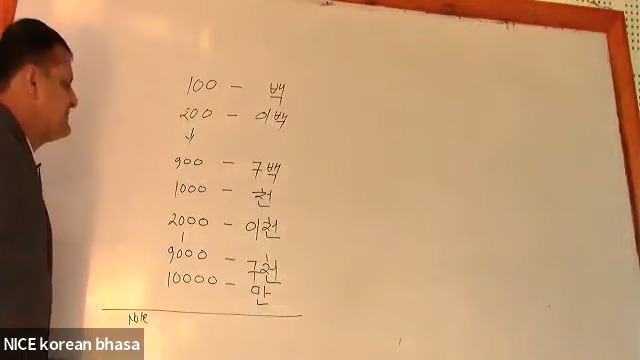 100 - 백
200 - 이백
↓
900 - 구백
1000 - 천
2000 - 이천
9000 - 구천
10000 - 만
Note
NICE korean bhasa